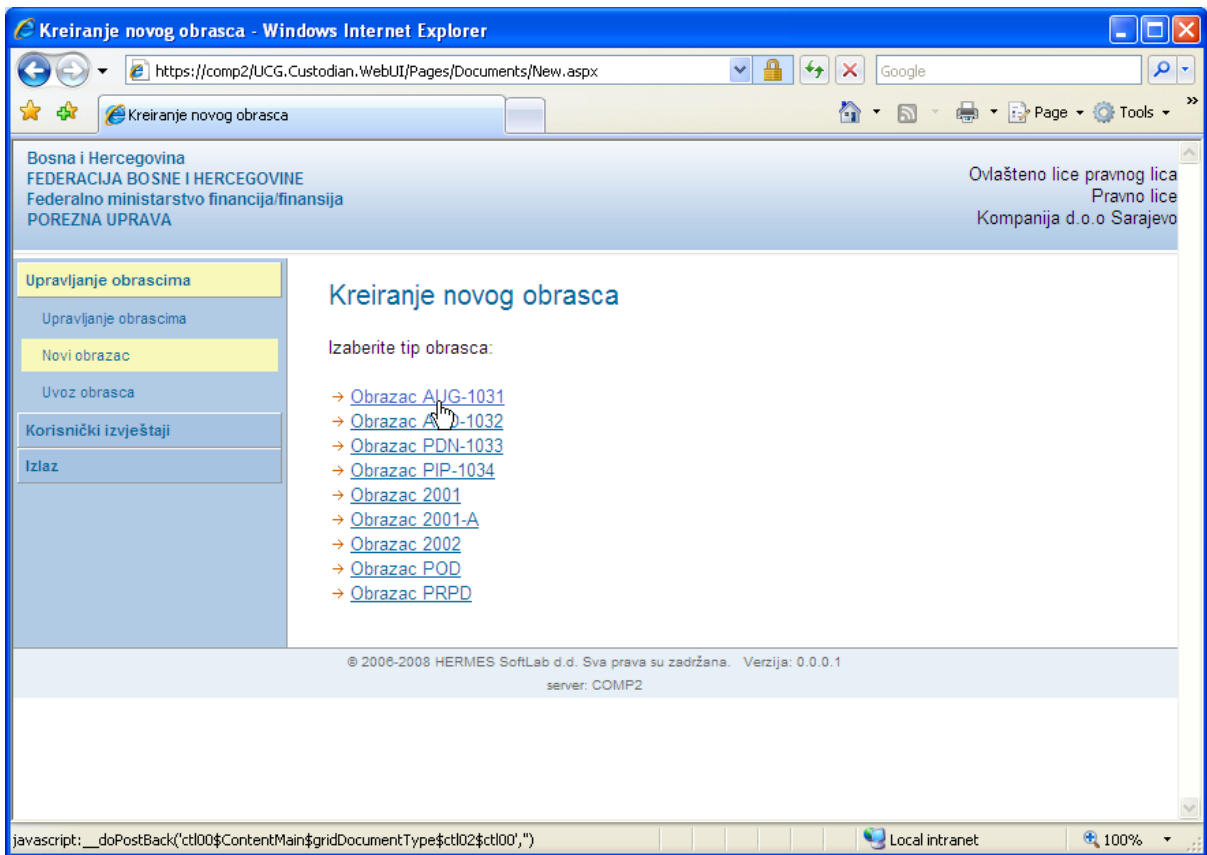 Kreiranje novog obrasca - Windows Internet Explorer
https://comp2/UCG.Custodian.WebUI/Pages/Documents/New.aspx
Google
Kreiranje novog obrasca
Page
Tools
Bosna i Hercegovina
FEDERACIJA BOSNE I HERCEGOVINE
Federalno ministarstvo financija/finansija
POREZNA UPRAVA
Ovlašteno lice pravnog lica
Pravno lice
Kompanija d.o.o Sarajevo
Upravljanje obrascima
Upravljanje obrascima
Novi obrazac
Uvoz obrasca
Korisnički izvještaji
Izlaz
Kreiranje novog obrasca
Izaberite tip obrasca:
Obrazac AUG-1031
Obrazac -1032
Obrazac PDN-1033
Obrazac PIP-1034
Obrazac 2001
Obrazac 2001-A
Obrazac 2002
Obrazac POD
Obrazac PRPD
© 2006-2008 HERMES SoftLab d.d. Sva prava su zadržana. Verzija: 0.0.0.1
server: COMP2
javascript:__doPostBack('ctl00$ContentMain$gridDocumentType$ctl02$ctl00','')
Local intranet
100%